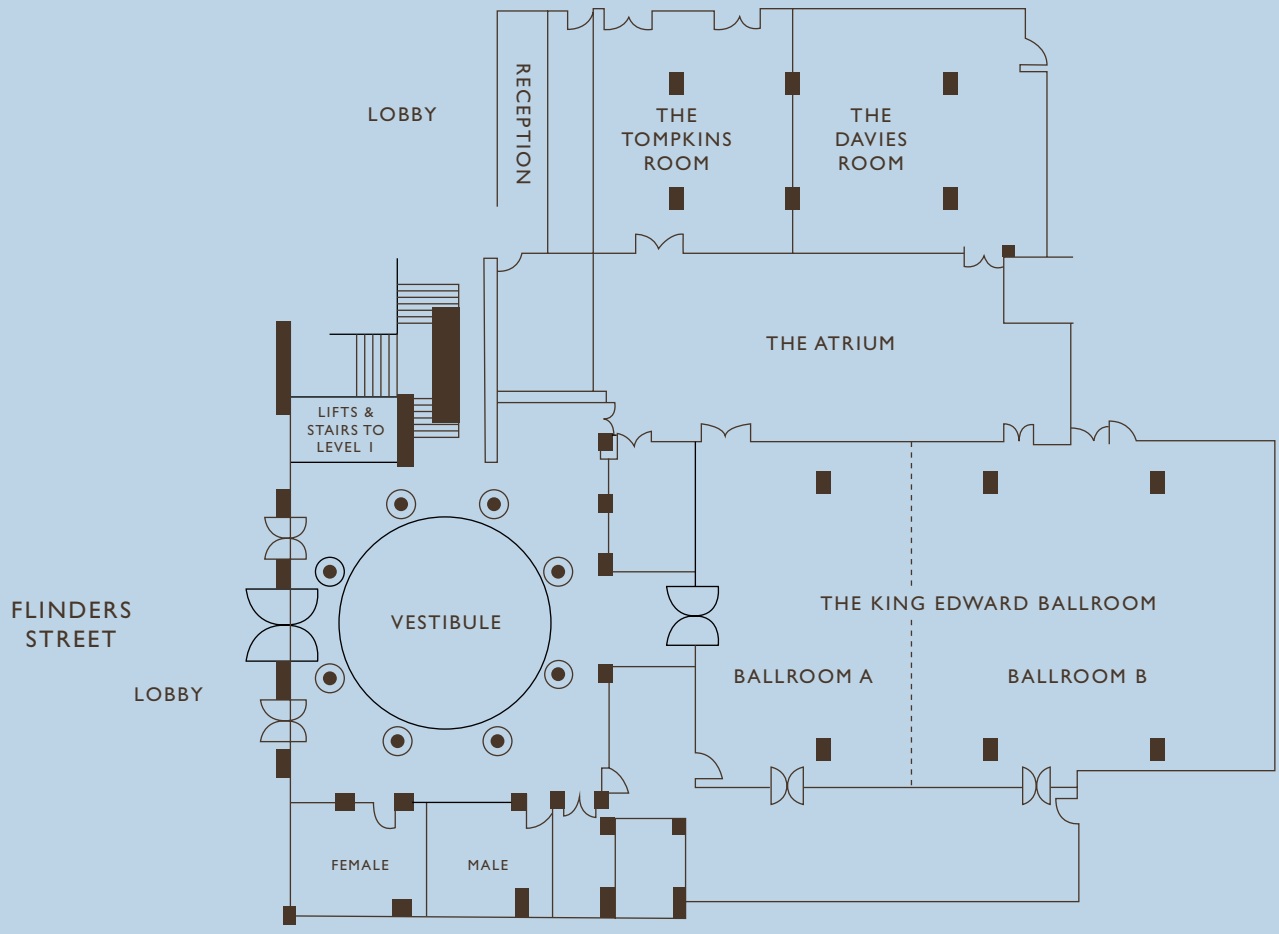 LOBBY
RECEPTION
THE
TOMPKINS
ROOM
THE
DAVIES
ROOM
THE ATRIUM
LIFTS &
STAIRS TO
LEVEL 1
FLINDERS
STREET
VESTIBULE
THE KING EDWARD BALLROOM
LOBBY
BALLROOM A
BALLROOM B
FEMALE
MALE